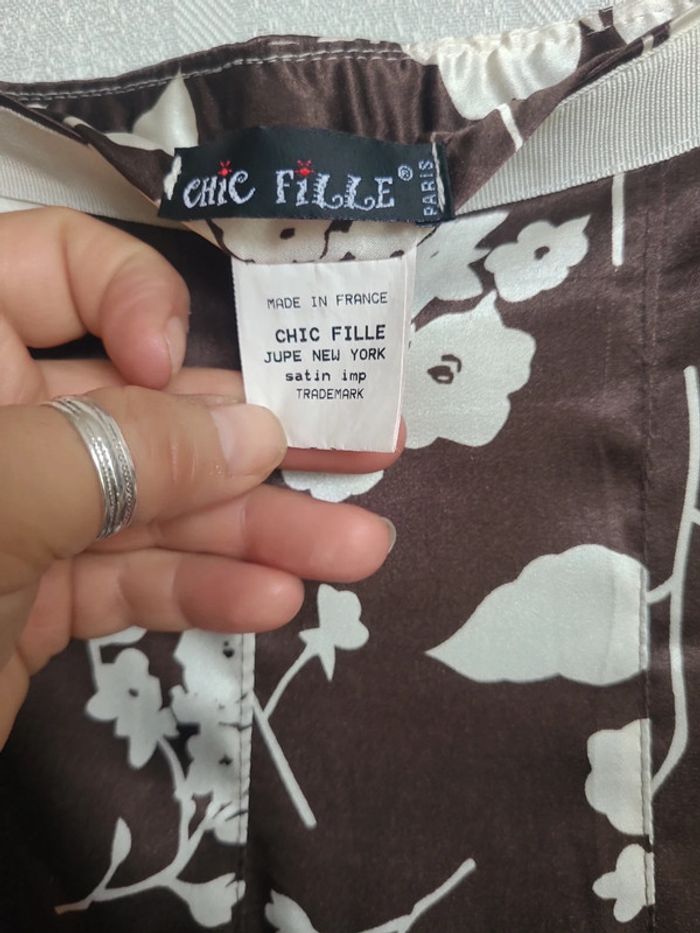 CHiC FiLLE®
PARIS
MADE IN FRANCE
CHIC FILLE
JUPE NEW YORK
satin imp
TRADEMARK